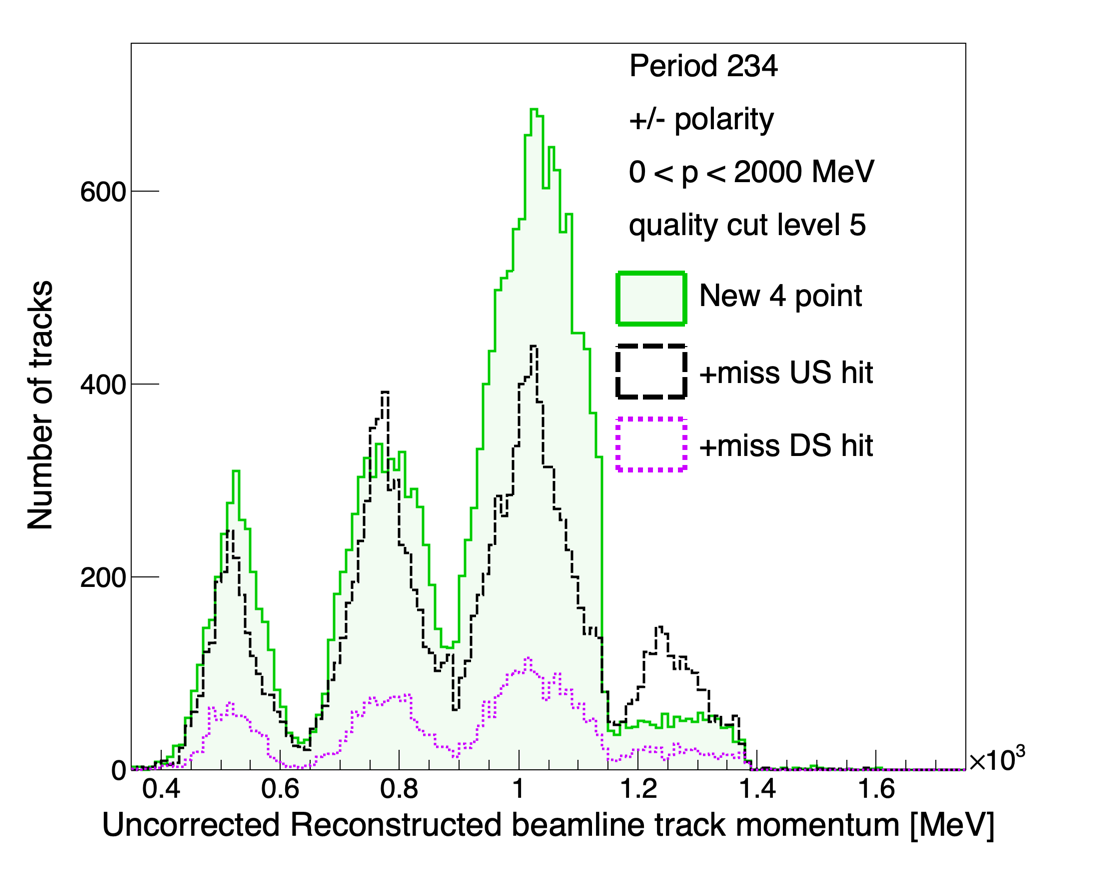 Period 234
+/- polarity
0 < p < 2000 MeV
quality cut level 5
New 4 point
+miss US hit
+miss DS hit
Number of tracks
600
400
200
0
0.4 0.6 0.8 1 1.2 1.4 1.6
×10³
Uncorrected Reconstructed beamline track momentum [MeV]